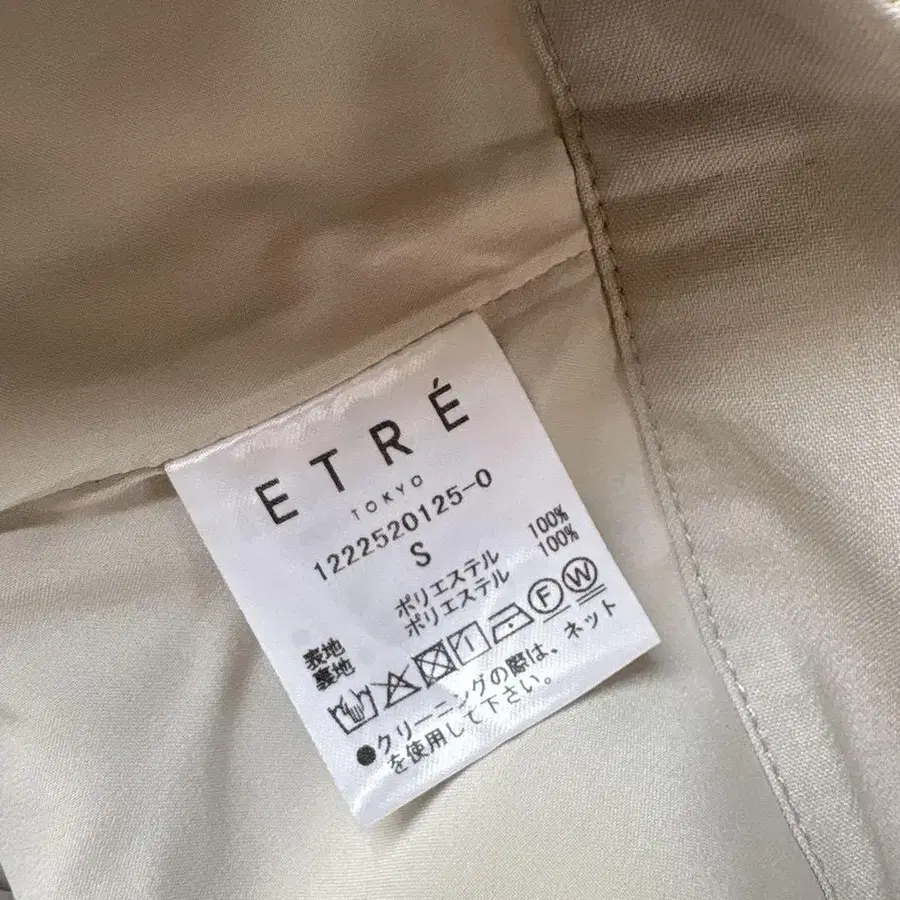 ETRÉ
TOKYO
1222520125-0
S
表地 ポリエステル 100%
裏地 ポリエステル 100%
F W
●クリーニングの際は、ネット
を使用して下さい。